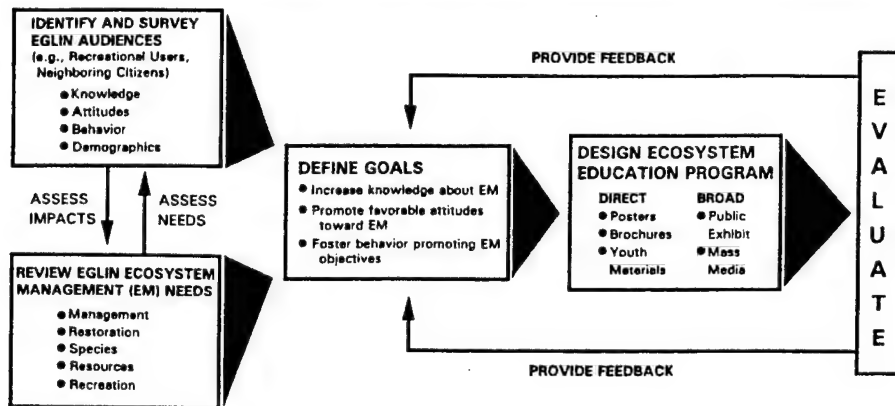 IDENTIFY AND SURVEY
EGLIN AUDIENCES
(e.g., Recreational Users,
Neighboring Citizens)
● Knowledge
● Attitudes
● Behavior
● Demographics
ASSESS
IMPACTS
ASSESS
NEEDS
REVIEW EGLIN ECOSYSTEM
MANAGEMENT (EM) NEEDS
● Management
● Restoration
● Species
● Resources
● Recreation
PROVIDE FEEDBACK
DEFINE GOALS
● Increase knowledge about EM
● Promote favorable attitudes
toward EM
● Foster behavior promoting EM
objectives
DESIGN ECOSYSTEM
EDUCATION PROGRAM
DIRECT
● Posters
● Brochures
● Youth
Materials
BROAD
● Public
Exhibit
● Mass
Media
PROVIDE FEEDBACK
EVALUATE